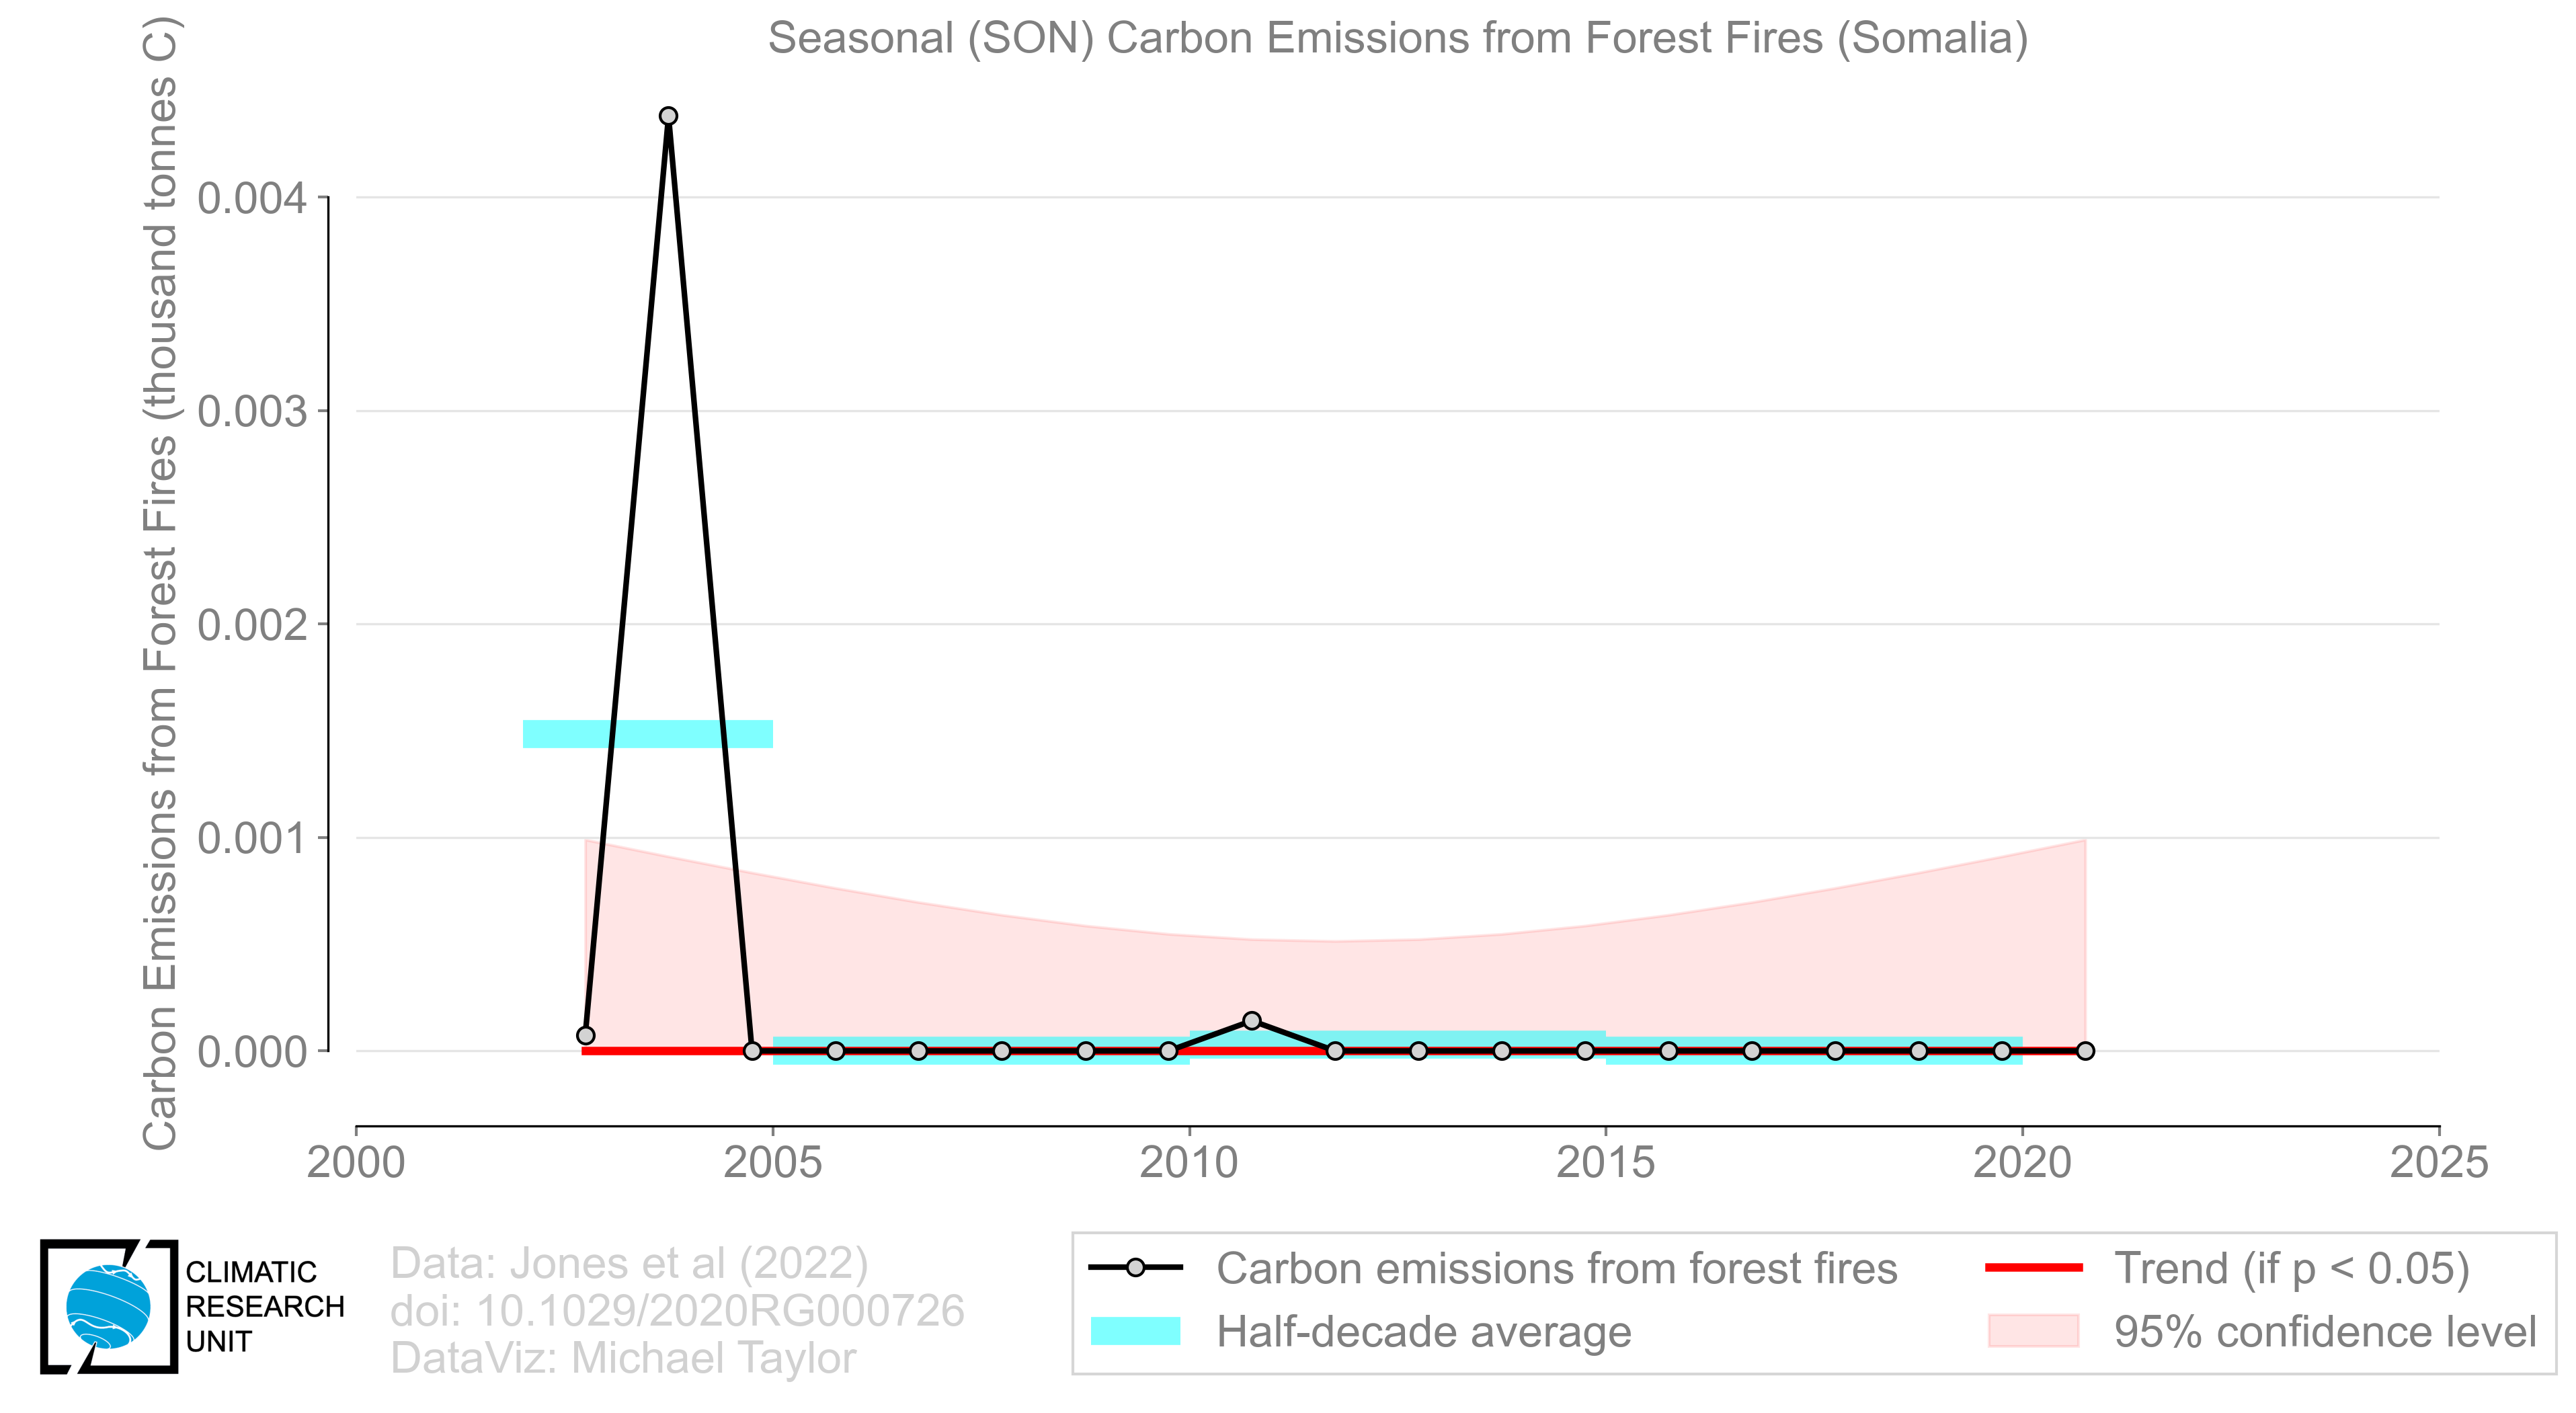 Seasonal (SON) Carbon Emissions from Forest Fires (Somalia)
Carbon Emissions from Forest Fires (thousand tonnes C)
0.004
0.003
0.002
0.001
0.000
2000 2005 2010 2015 2020 2025
CLIMATIC
RESEARCH
UNIT
Data: Jones et al (2022)
doi: 10.1029/2020RG000726
DataViz: Michael Taylor
Carbon emissions from forest fires
Half-decade average
Trend (if p < 0.05)
95% confidence level